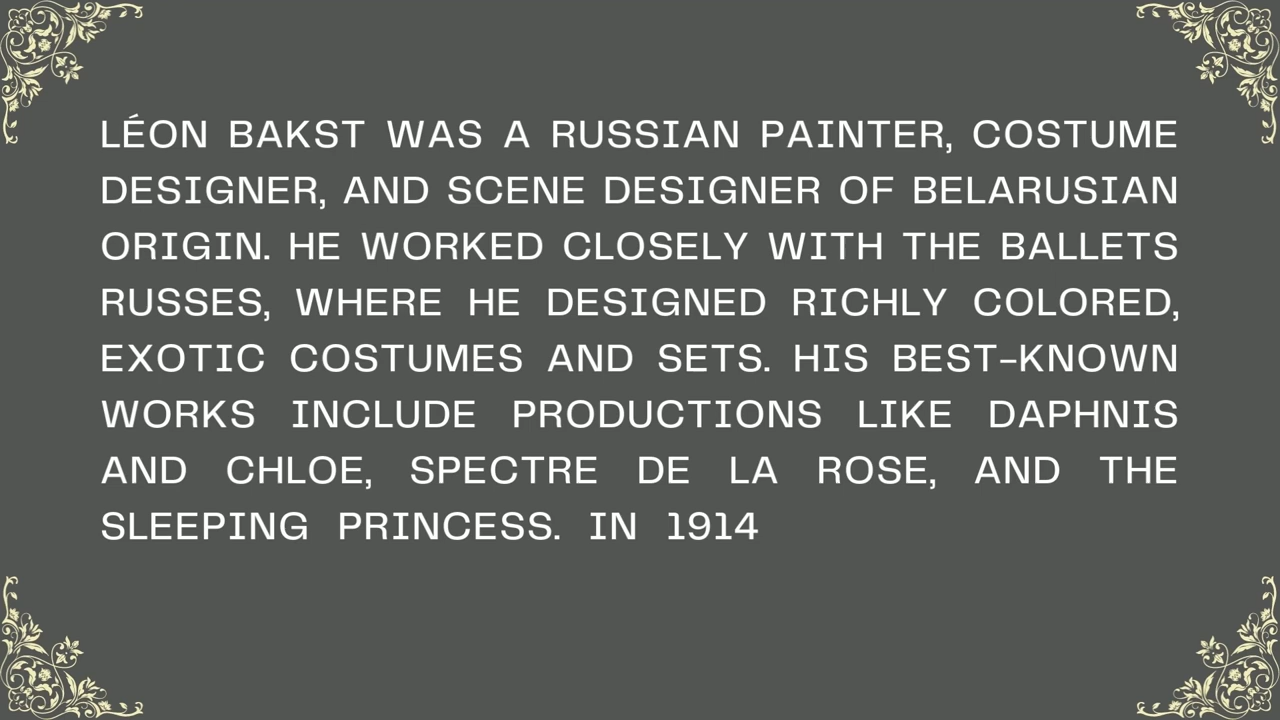 LÉON BAKST WAS A RUSSIAN PAINTER, COSTUME
DESIGNER, AND SCENE DESIGNER OF BELARUSIAN
ORIGIN. HE WORKED CLOSELY WITH THE BALLETS
RUSSES, WHERE HE DESIGNED RICHLY COLORED,
EXOTIC COSTUMES AND SETS. HIS BEST-KNOWN
WORKS INCLUDE PRODUCTIONS LIKE DAPHNIS
AND CHLOE, SPECTRE DE LA ROSE, AND THE
SLEEPING PRINCESS. IN 1914